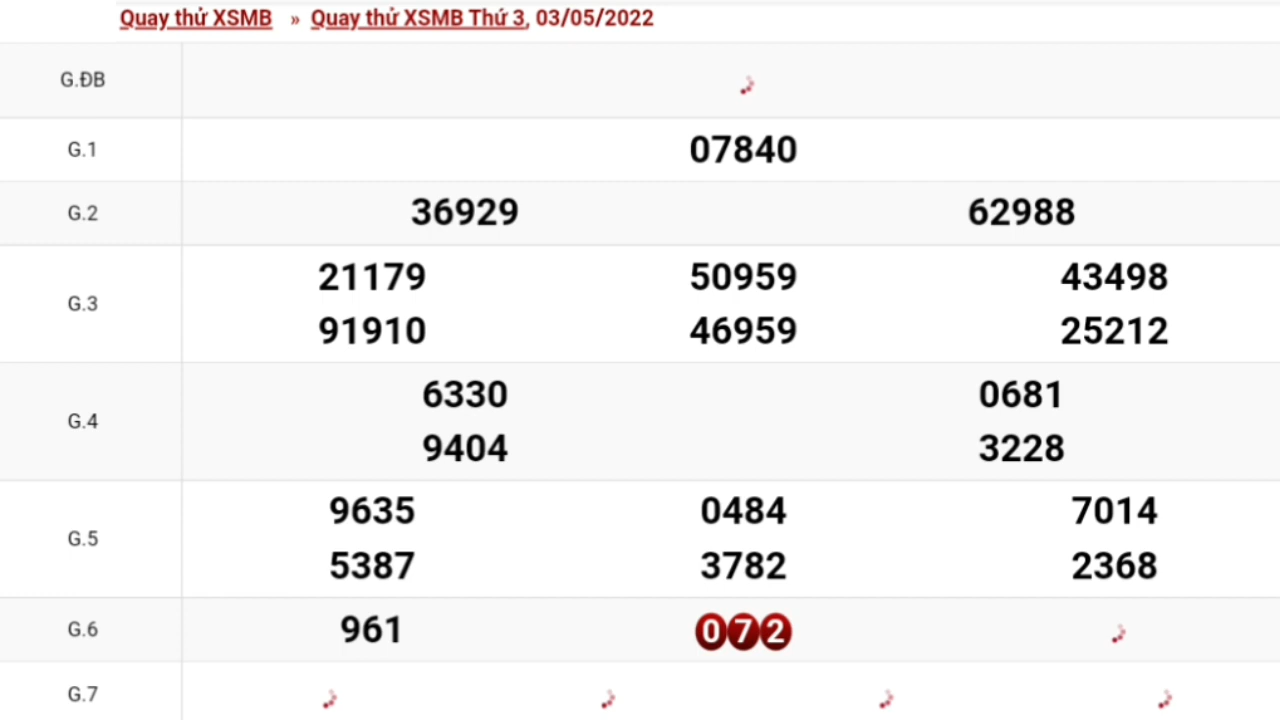 Quay thử XSMB » Quay thử XSMB Thứ 3, 03/05/2022
G.ĐB
G.1 07840
G.2 36929 62988
G.3 21179 50959 43498
91910 46959 25212
G.4 6330 0681
9404 3228
G.5 9635 0484 7014
5387 3782 2368
G.6 961 072
G.7